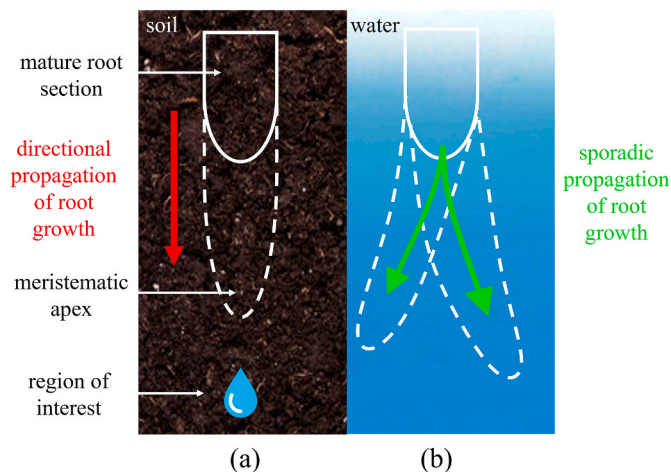 soil
water
mature root
section
directional
propagation
of root
growth
sporadic
propagation
of root
growth
meristematic
apex
region of
interest
(a)
(b)